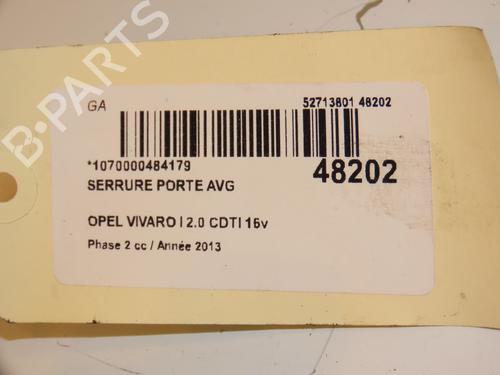 B-PARTS
GA
52713801 48202
*1070000484179
48202
SERRURE PORTE AVG
OPEL VIVARO I 2.0 CDTI 16v
Phase 2 cc / Année 2013